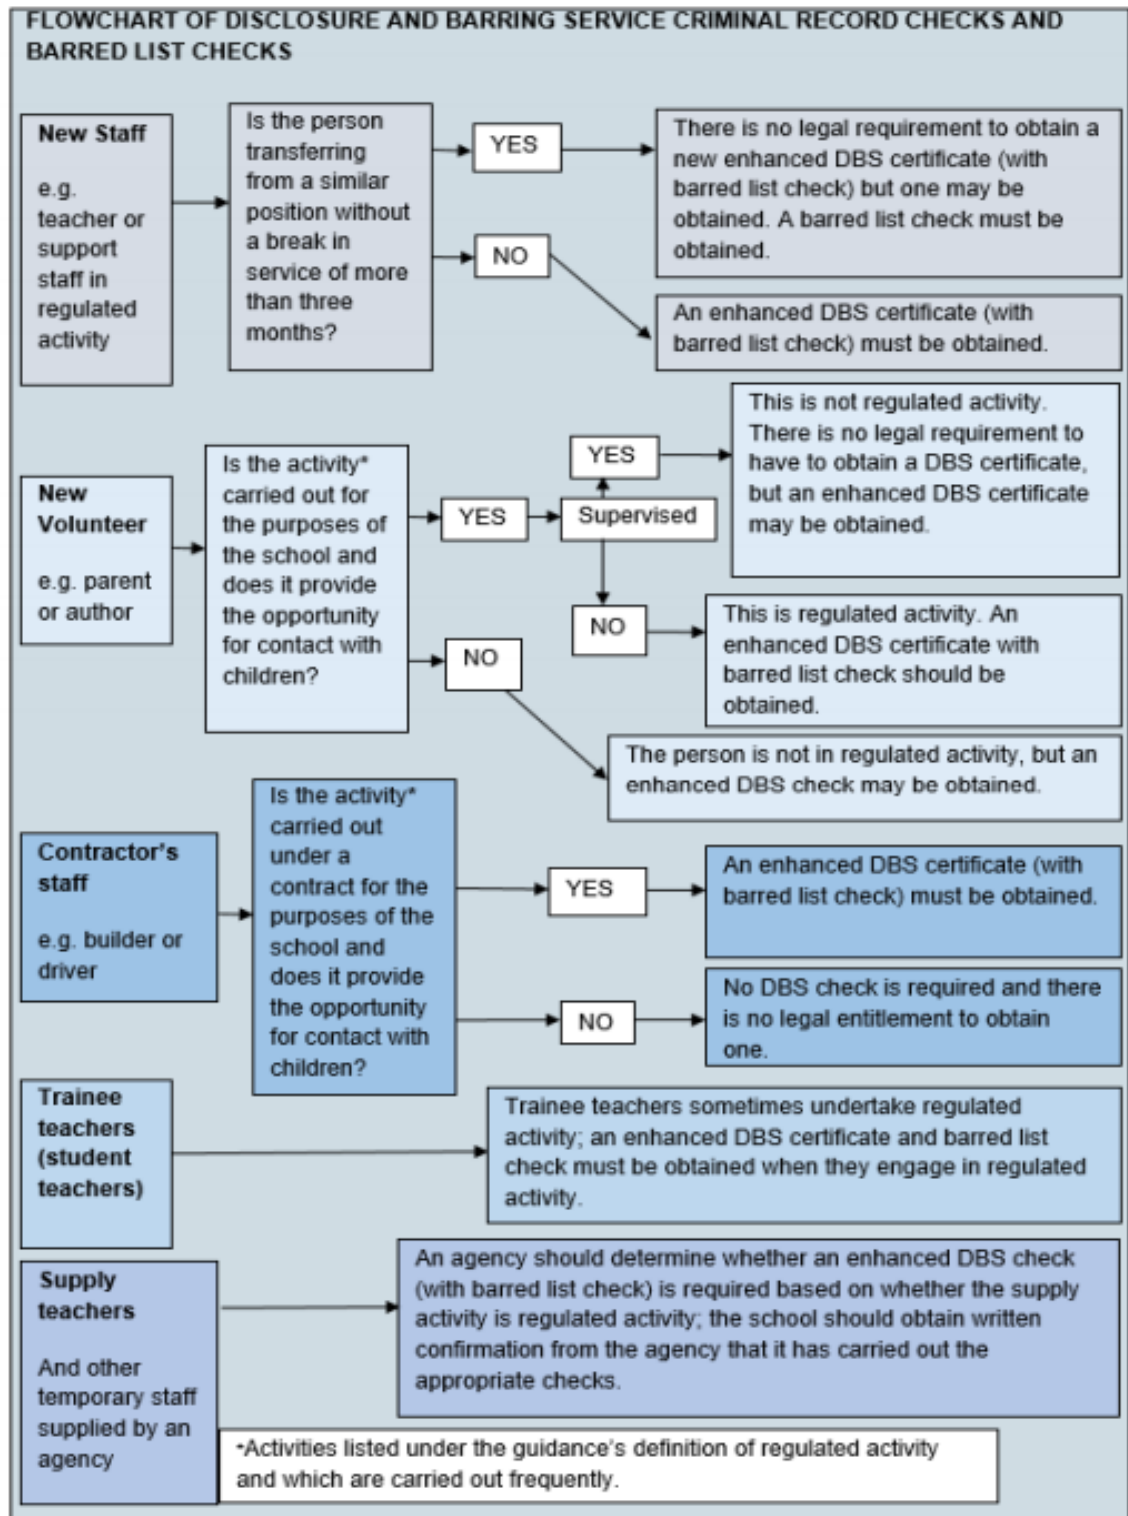 FLOWCHART OF DISCLOSURE AND BARRING SERVICE CRIMINAL RECORD CHECKS AND
BARRED LIST CHECKS
New Staff
e.g.
teacher or
support
staff in
regulated
activity
Is the person
transferring
from a similar
position without
a break in
service of more
than three
months?
YES
There is no legal requirement to obtain a
new enhanced DBS certificate (with
barred list check) but one may be
obtained. A barred list check must be
obtained.
NO
An enhanced DBS certificate (with
barred list check) must be obtained.
New
Volunteer
e.g. parent
or author
Is the activity*
carried out for
the purposes of
the school and
does it provide
the opportunity
for contact with
children?
YES
Supervised
YES
This is not regulated activity.
There is no legal requirement to
have to obtain a DBS certificate,
but an enhanced DBS certificate
may be obtained.
NO
This is regulated activity. An
enhanced DBS certificate with
barred list check should be
obtained.
NO
The person is not in regulated activity, but an
enhanced DBS check may be obtained.
Contractor's
staff
e.g. builder or
driver
Is the activity*
carried out
under a
contract for the
purposes of the
school and
does it provide
the opportunity
for contact with
children?
YES
An enhanced DBS certificate (with
barred list check) must be obtained.
NO
No DBS check is required and there
is no legal entitlement to obtain
one.
Trainee
teachers
(student
teachers)
Trainee teachers sometimes undertake regulated
activity; an enhanced DBS certificate and barred list
check must be obtained when they engage in regulated
activity.
Supply
teachers
And other
temporary staff
supplied by an
agency
An agency should determine whether an enhanced DBS check
(with barred list check) is required based on whether the supply
activity is regulated activity; the school should obtain written
confirmation from the agency that it has carried out the
appropriate checks.
*Activities listed under the guidance's definition of regulated activity
and which are carried out frequently.